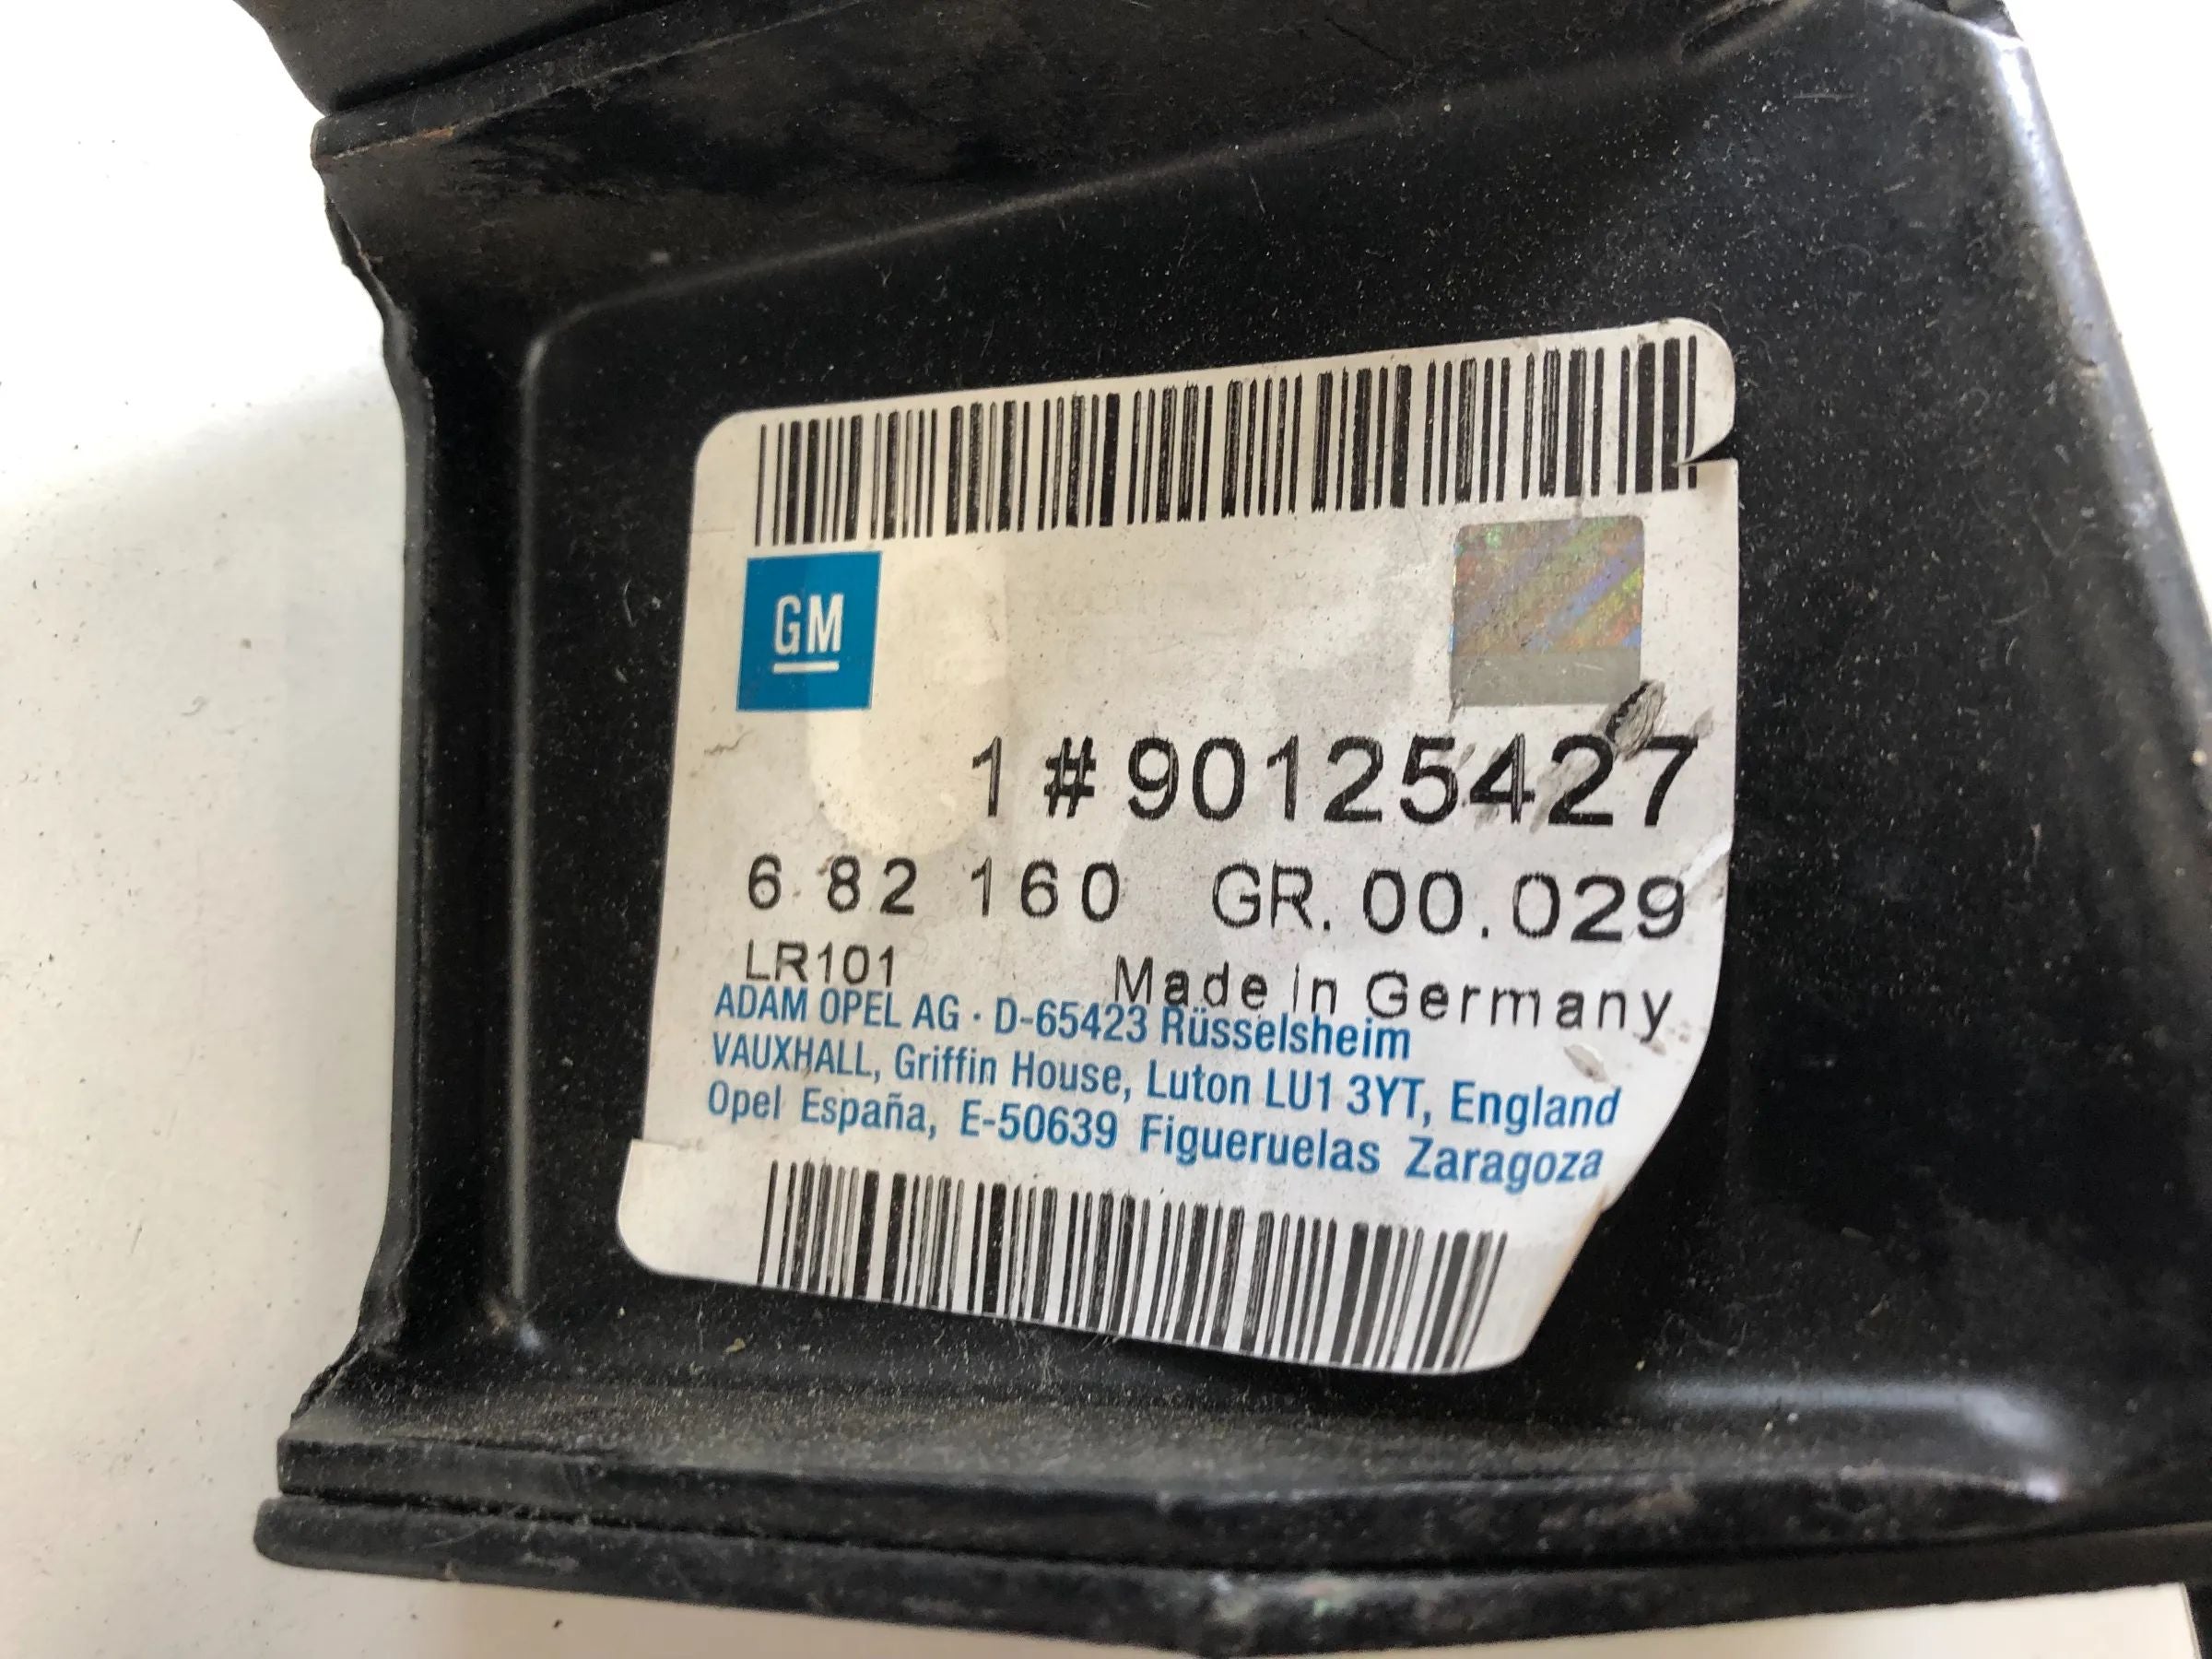 GM
1 # 90125427
6 82 160 GR. 00.029
LR101 Made in Germany
ADAM OPEL AG · D-65423 Rüsselsheim
VAUXHALL, Griffin House, Luton LU1 3YT, England
Opel España, E-50639 Figueruelas Zaragoza